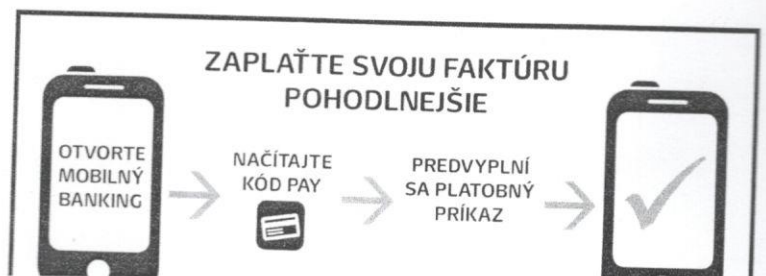 ZAPLAŤTE SVOJU FAKTÚRU
POHODLNEJŠIE
OTVORTE
MOBILNÝ
BANKING
NAČÍTAJTE
KÓD PAY
PREDVYPLNÍ
SA PLATOBNÝ
PRÍKAZ